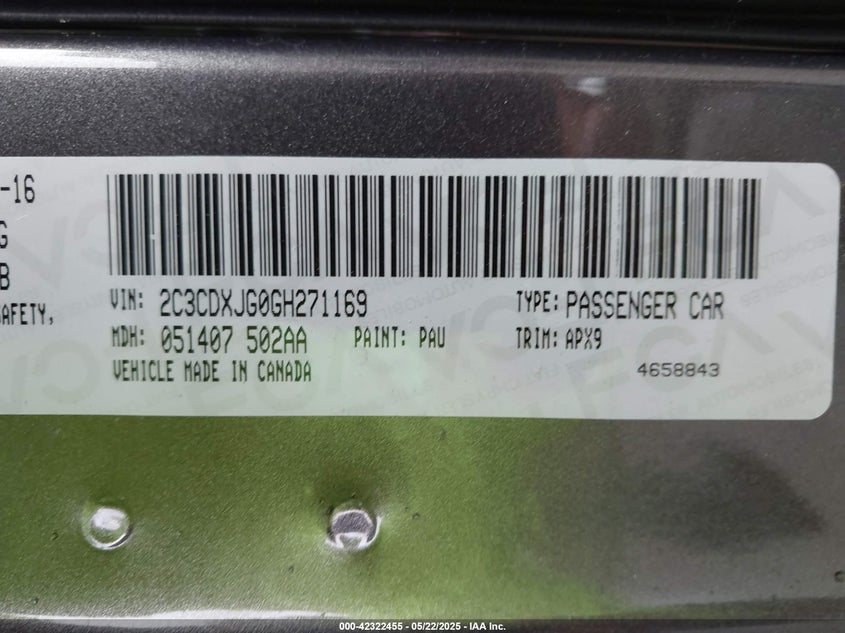 -16
G
B
SAFETY,
VIN: 2C3CDXJG0GH271169 TYPE: PASSENGER CAR
MDH: 051407 502AA PAINT: PAU TRIM: APX9
VEHICLE MADE IN CANADA 4658843
000-42322455 - 05/22/2025 - IAA Inc.